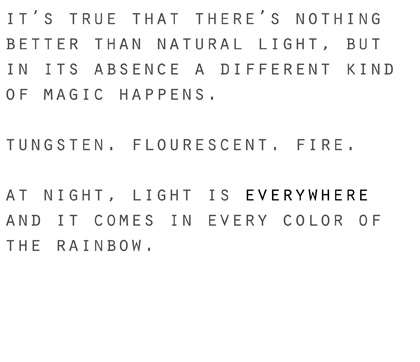 IT'S TRUE THAT THERE'S NOTHING
BETTER THAN NATURAL LIGHT, BUT
IN ITS ABSENCE A DIFFERENT KIND
OF MAGIC HAPPENS.
TUNGSTEN. FLOURESCENT. FIRE.
AT NIGHT, LIGHT IS EVERYWHERE
AND IT COMES IN EVERY COLOR OF
THE RAINBOW.